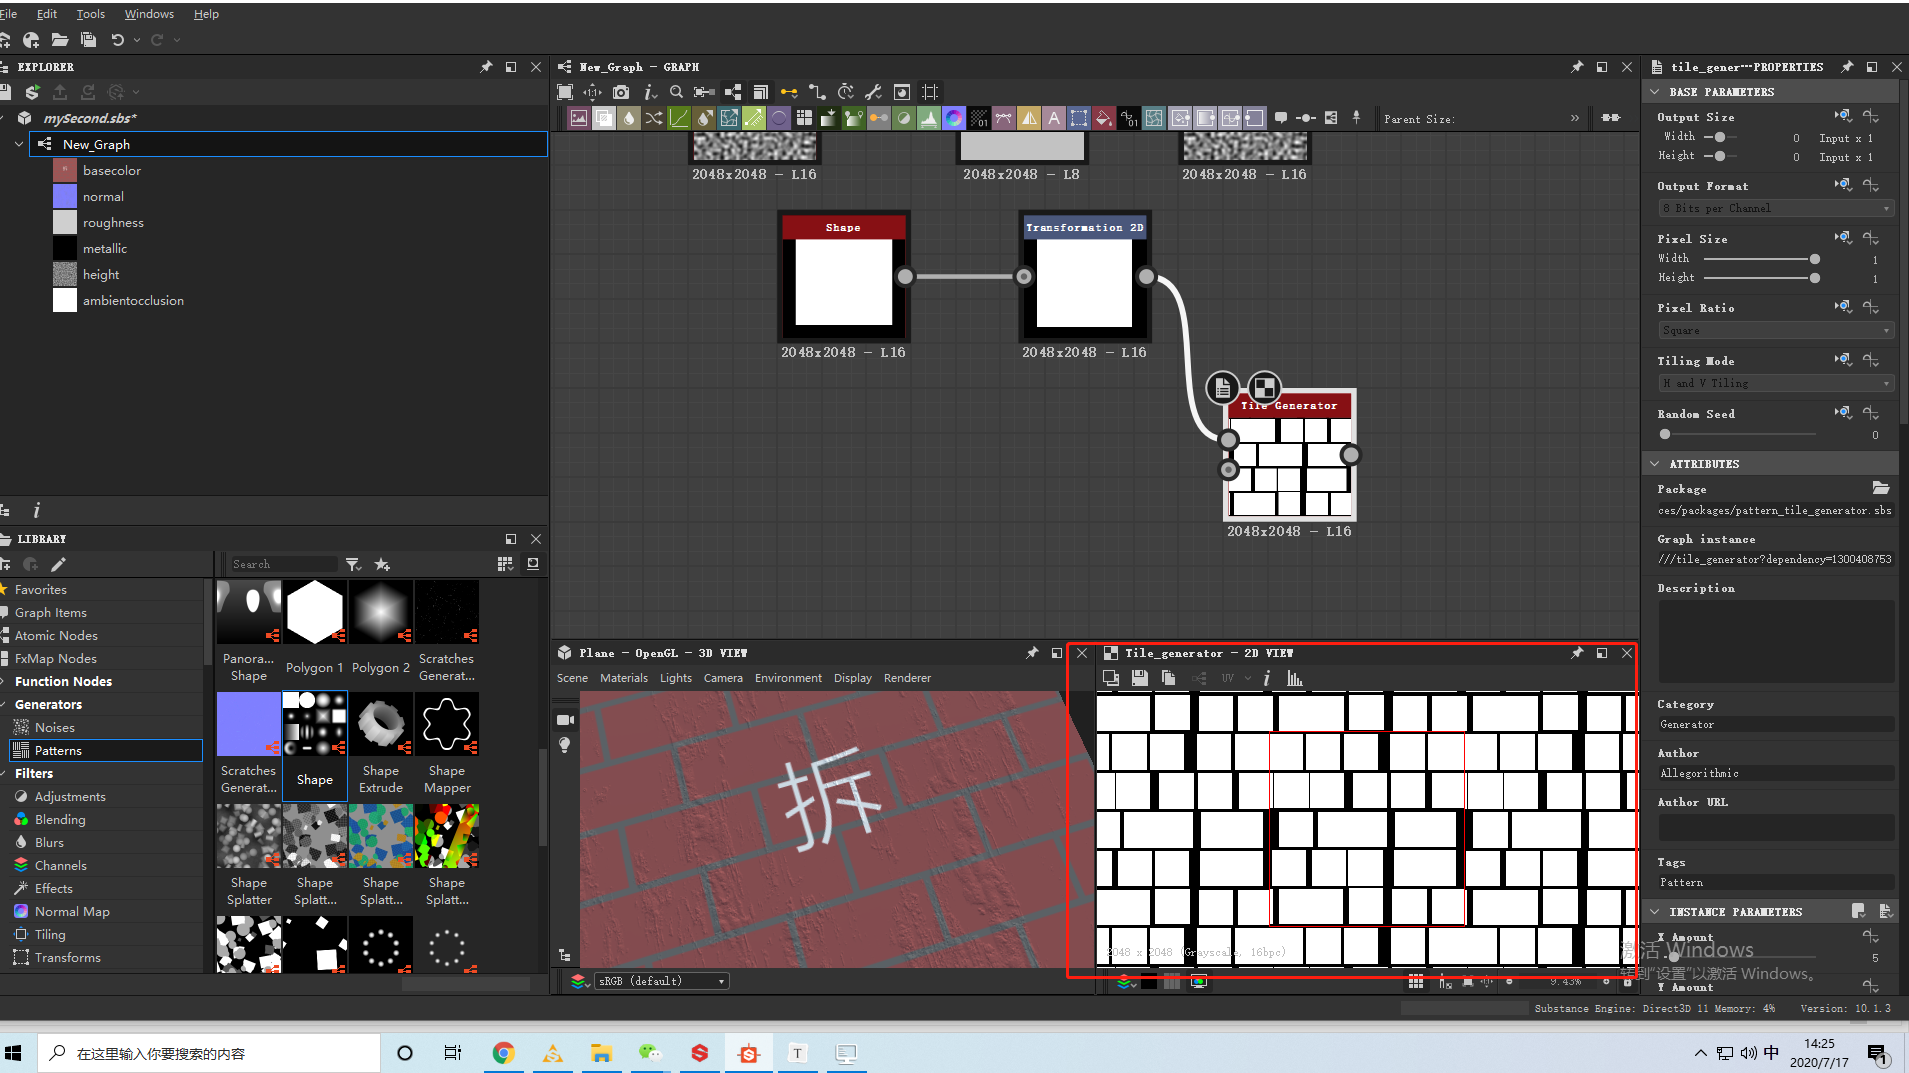 File Edit Tools Windows Help
EXPLORER
mySecond.sbs*
New_Graph
basecolor
normal
roughness
metallic
height
ambientocclusion
LIBRARY
Search
Favorites
Graph Items
Atomic Nodes
FxMap Nodes
Function Nodes
Generators
Noises
Patterns
Filters
Adjustments
Blending
Blurs
Channels
Effects
Normal Map
Tiling
Transforms
Panora... Shape
Polygon 1
Polygon 2
Scratches Generat...
Scratches Generat...
Shape
Shape Extrude
Shape Mapper
Shape Splatter
Shape Splatt...
Shape Splatt...
Shape Splatt...
New_Graph - GRAPH
Parent Size:
2048x2048 - L16
2048x2048 - L8
2048x2048 - L16
Shape
2048x2048 - L16
Transformation 2D
2048x2048 - L16
Tile Generator
2048x2048 - L16
Plane - OpenGL - 3D VIEW
Scene Materials Lights Camera Environment Display Renderer
拆
sRGB (default)
Tile_generator - 2D VIEW
UV
2048 x 2048 (Grayscale, 16bpc)
9.43%
tile_gener···PROPERTIES
BASE PARAMETERS
Output Size
Width 0 Input x 1
Height 0 Input x 1
Output Format
8 Bits per Channel
Pixel Size
Width 1
Height 1
Pixel Ratio
Square
Tiling Mode
H and V Tiling
Random Seed
0
ATTRIBUTES
Package
ces/packages/pattern_tile_generator.sbs
Graph instance
///tile_generator?dependency=1300408753
Description
Category
Generator
Author
Allegorithmic
Author URL
Tags
Pattern
INSTANCE PARAMETERS
X Amount
5
Y Amount
激活 Windows
转到"设置"以激活 Windows。
Substance Engine: Direct3D 11 Memory: 4% Version: 10.1.3
在这里输入你要搜索的内容
中
14:25
2020/7/17
1